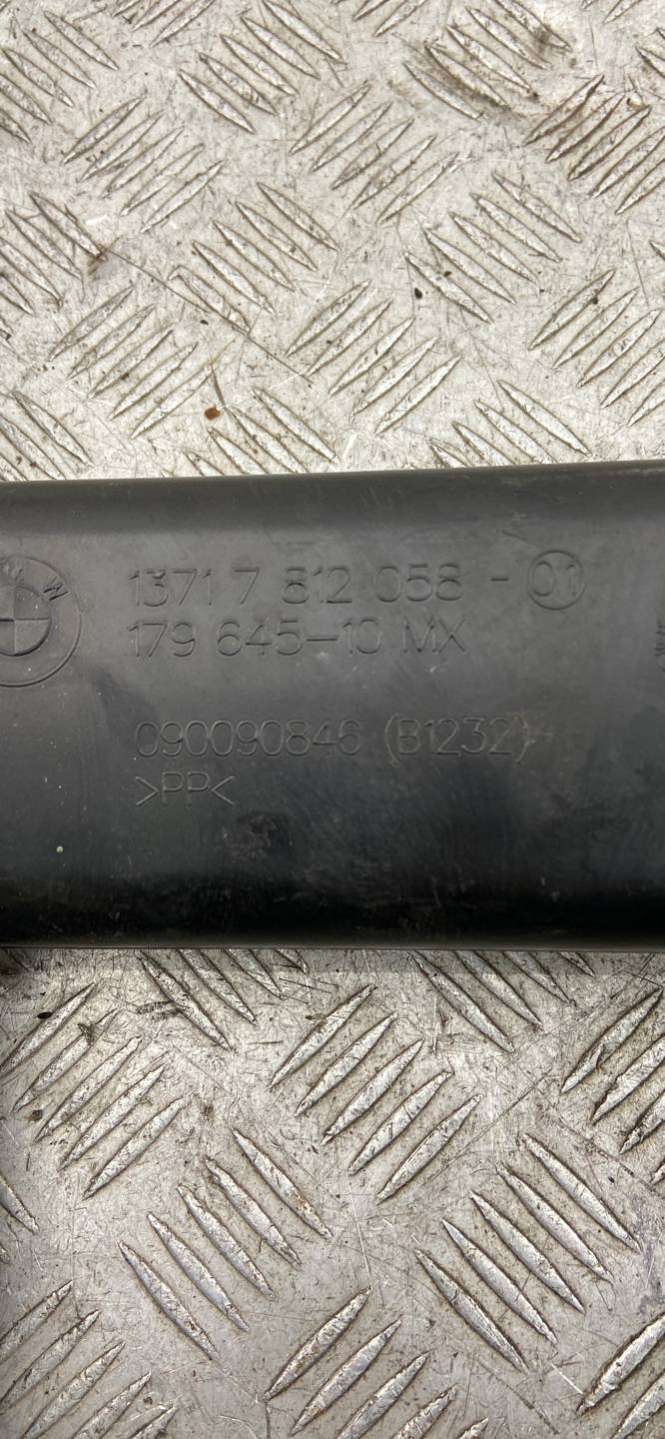 1371 7 812 058 - 01
179 645-10 MX
090090846 (B1232)
>PP<